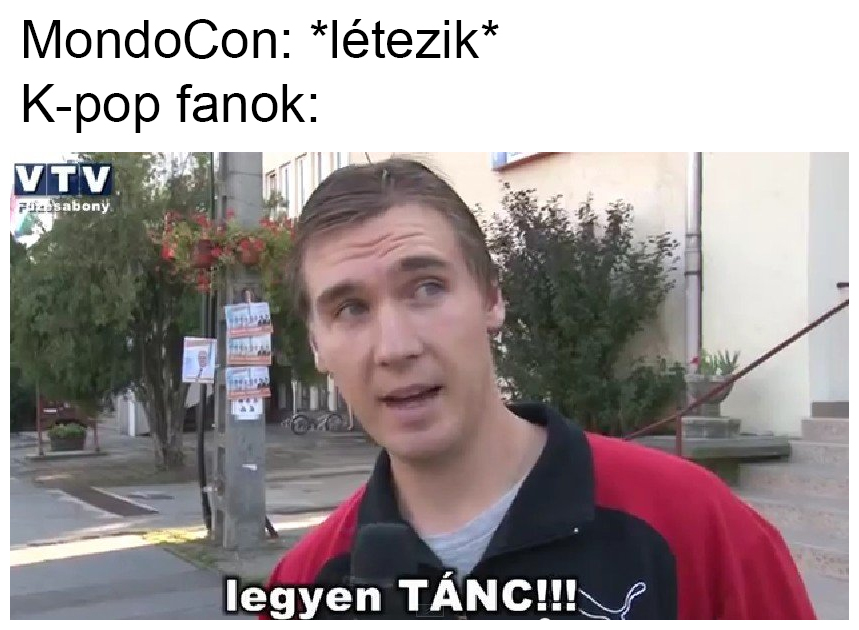 MondoCon: *létezik*
K-pop fanok:
VTV
Füzesabony
legyen TÁNC!!!